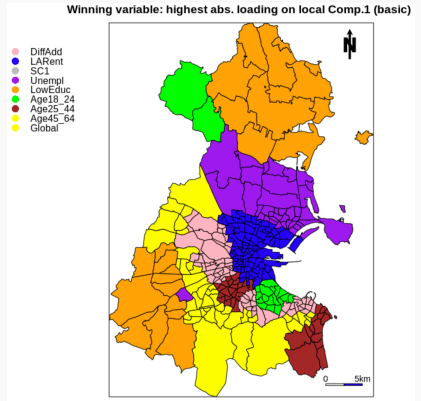 Winning variable: highest abs. loading on local Comp.1 (basic)
N
DiffAdd
LARent
SC1
Unempl
LowEduc
Age18_24
Age25_44
Age45_64
Global
0 5km